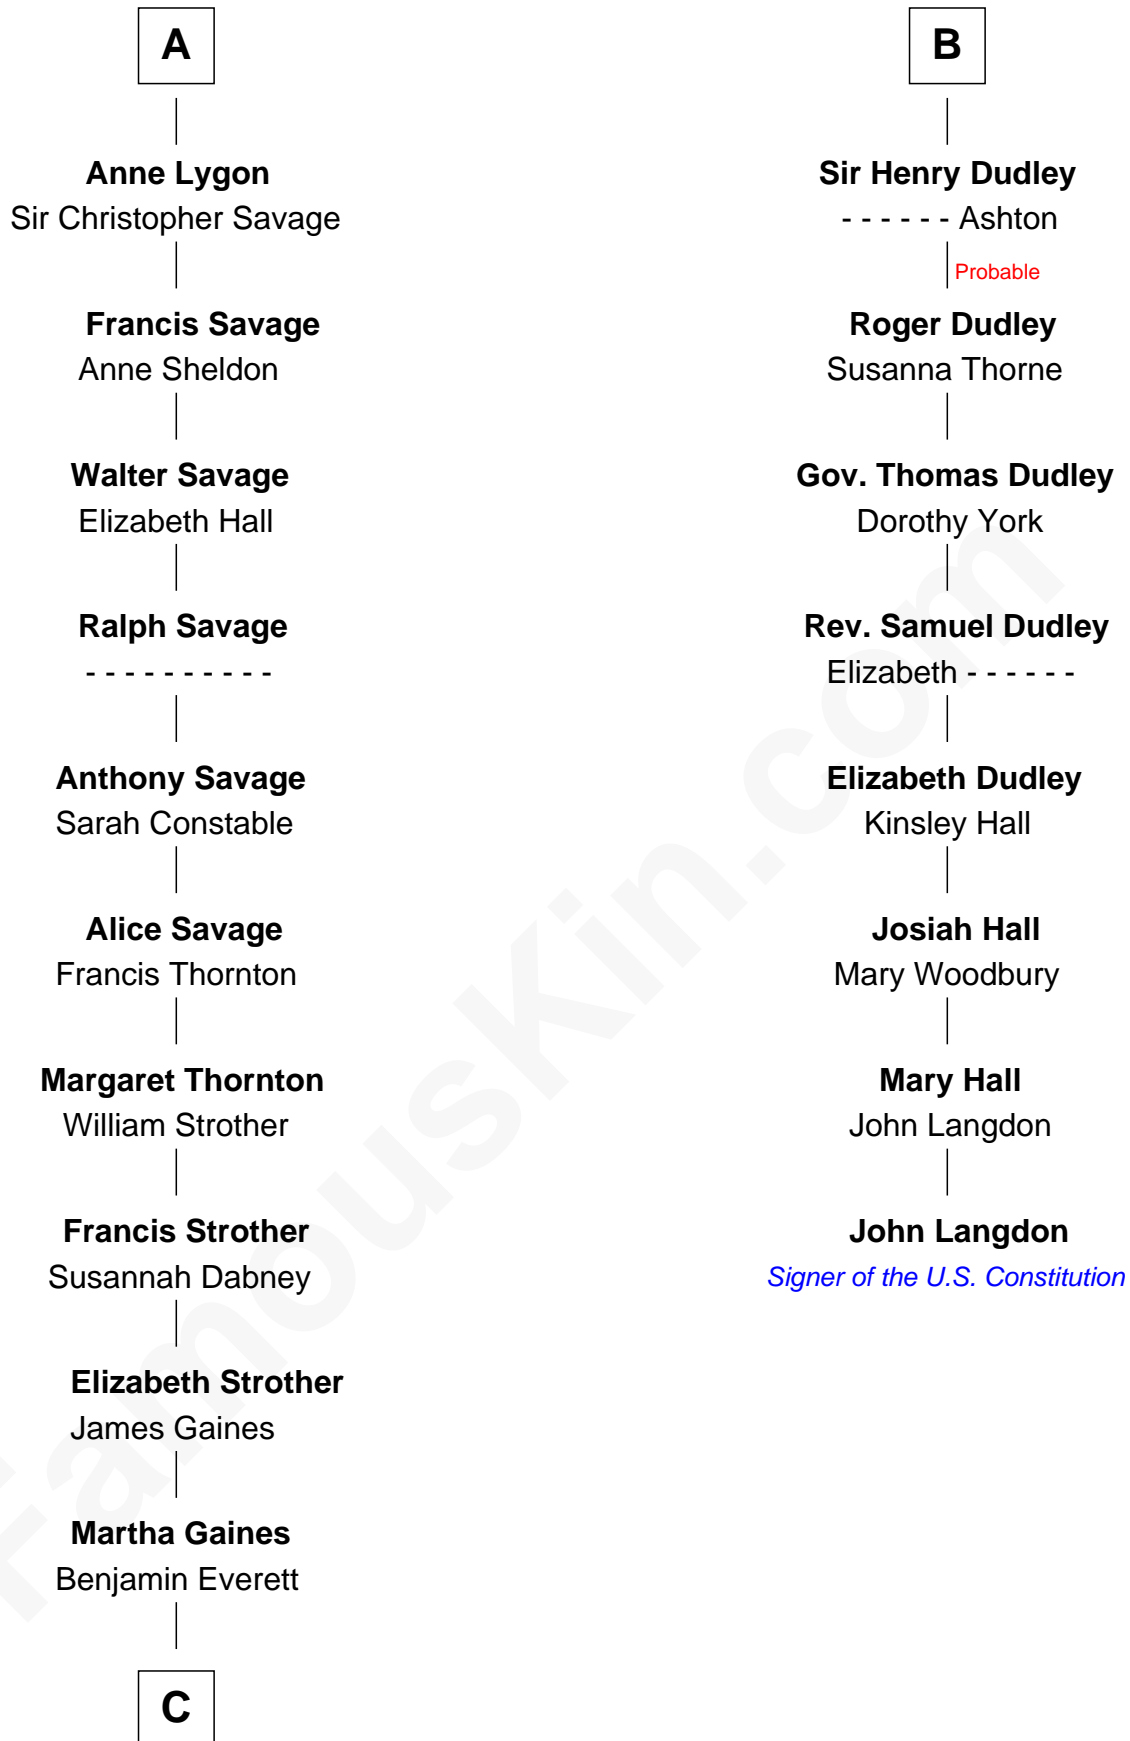 A
Anne Lygon
Sir Christopher Savage
Francis Savage
Anne Sheldon
Walter Savage
Elizabeth Hall
Ralph Savage
- - - - - - - - - -
Anthony Savage
Sarah Constable
Alice Savage
Francis Thornton
Margaret Thornton
William Strother
Francis Strother
Susannah Dabney
Elizabeth Strother
James Gaines
Martha Gaines
Benjamin Everett
C
B
Sir Henry Dudley
- - - - - - Ashton
Probable
Roger Dudley
Susanna Thorne
Gov. Thomas Dudley
Dorothy York
Rev. Samuel Dudley
Elizabeth - - - - - -
Elizabeth Dudley
Kinsley Hall
Josiah Hall
Mary Woodbury
Mary Hall
John Langdon
John Langdon
Signer of the U.S. Constitution
FamousKin.com